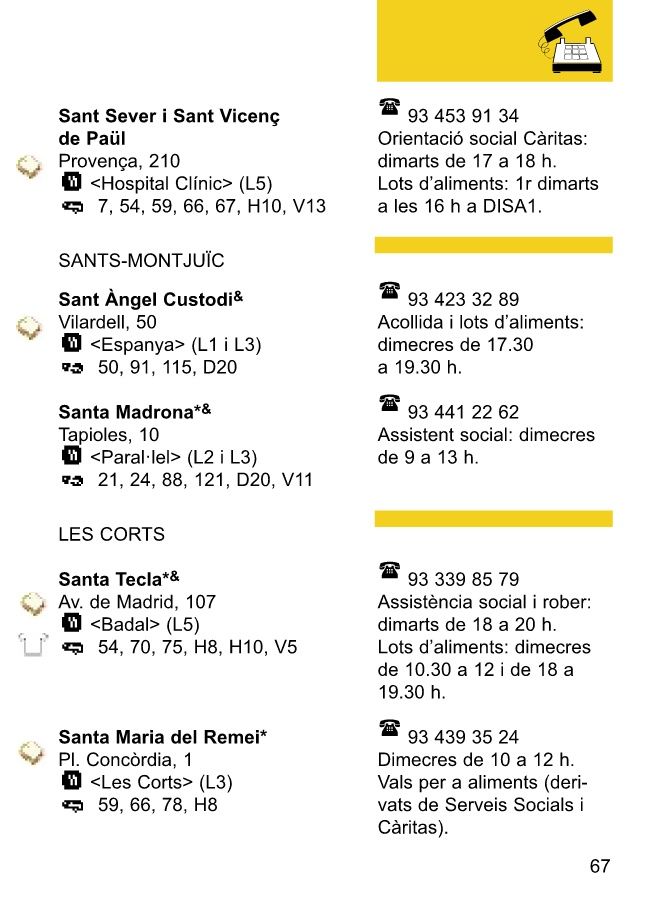 Sant Sever i Sant Vicenç
de Paül
Provença, 210
<Hospital Clínic> (L5)
7, 54, 59, 66, 67, H10, V13
93 453 91 34
Orientació social Càritas:
dimarts de 17 a 18 h.
Lots d’aliments: 1r dimarts
a les 16 h a DISA1.
SANTS-MONTJUÏC
Sant Àngel Custodi&
Vilardell, 50
<Espanya> (L1 i L3)
50, 91, 115, D20
93 423 32 89
Acollida i lots d’aliments:
dimecres de 17.30
a 19.30 h.
Santa Madrona*&
Tapioles, 10
<Paral·lel> (L2 i L3)
21, 24, 88, 121, D20, V11
93 441 22 62
Assistent social: dimecres
de 9 a 13 h.
LES CORTS
Santa Tecla*&
Av. de Madrid, 107
<Badal> (L5)
54, 70, 75, H8, H10, V5
93 339 85 79
Assistència social i rober:
dimarts de 18 a 20 h.
Lots d’aliments: dimecres
de 10.30 a 12 i de 18 a
19.30 h.
Santa Maria del Remei*
Pl. Concòrdia, 1
<Les Corts> (L3)
59, 66, 78, H8
93 439 35 24
Dimecres de 10 a 12 h.
Vals per a aliments (deri-
vats de Serveis Socials i
Càritas).
67